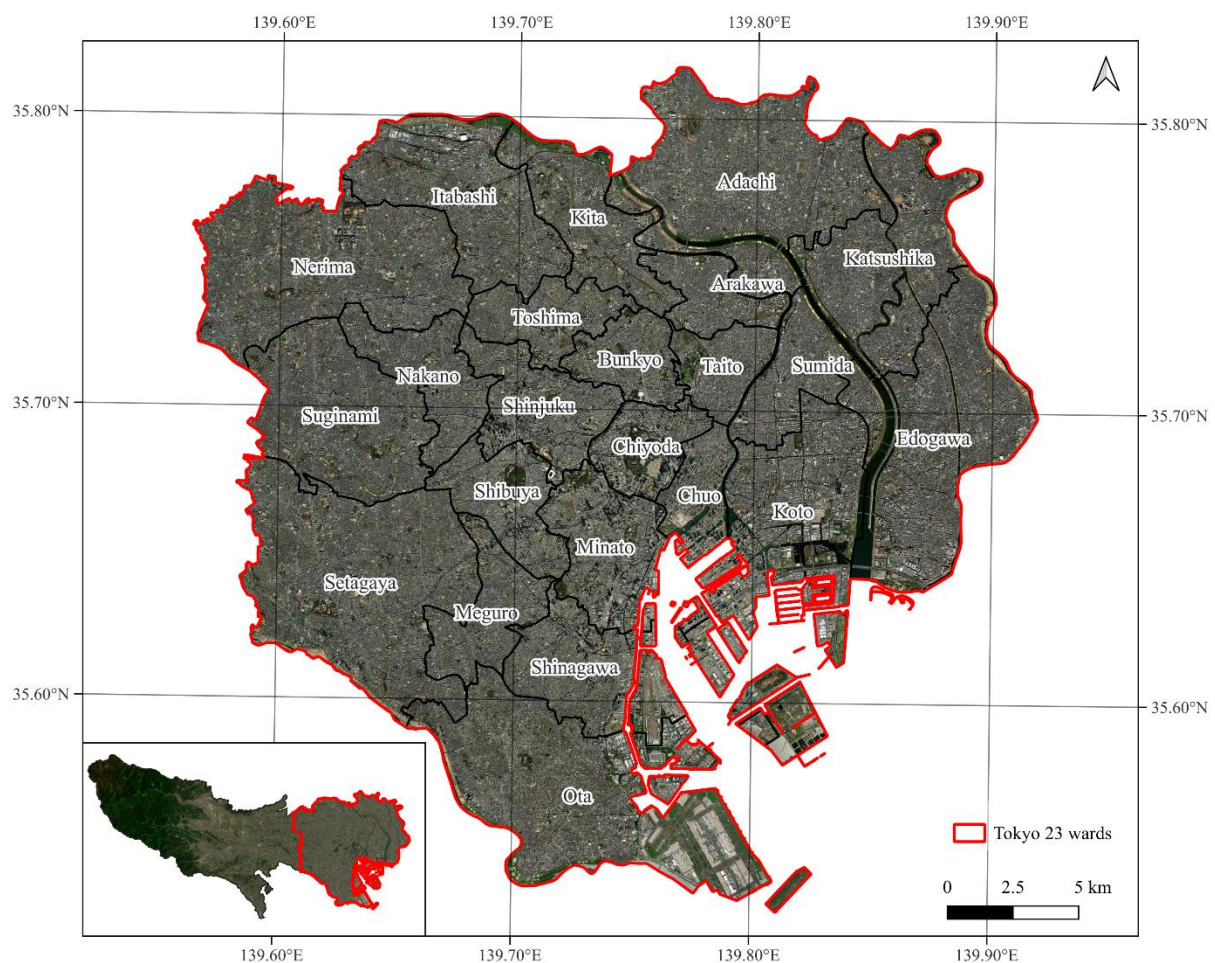 139.60°E 139.70°E 139.80°E 139.90°E
35.80°N 35.80°N
Adachi
Itabashi
Kita
Katsushika
Nerima
Arakawa
Toshima
Bunkyo
Taito
Sumida
Nakano
Shinjuku
35.70°N 35.70°N
Suginami
Edogawa
Chiyoda
Shibuya
Chuo
Koto
Minato
Setagaya
Meguro
Shinagawa
35.60°N 35.60°N
Ota
Tokyo 23 wards
0 2.5 5 km
139.60°E 139.70°E 139.80°E 139.90°E